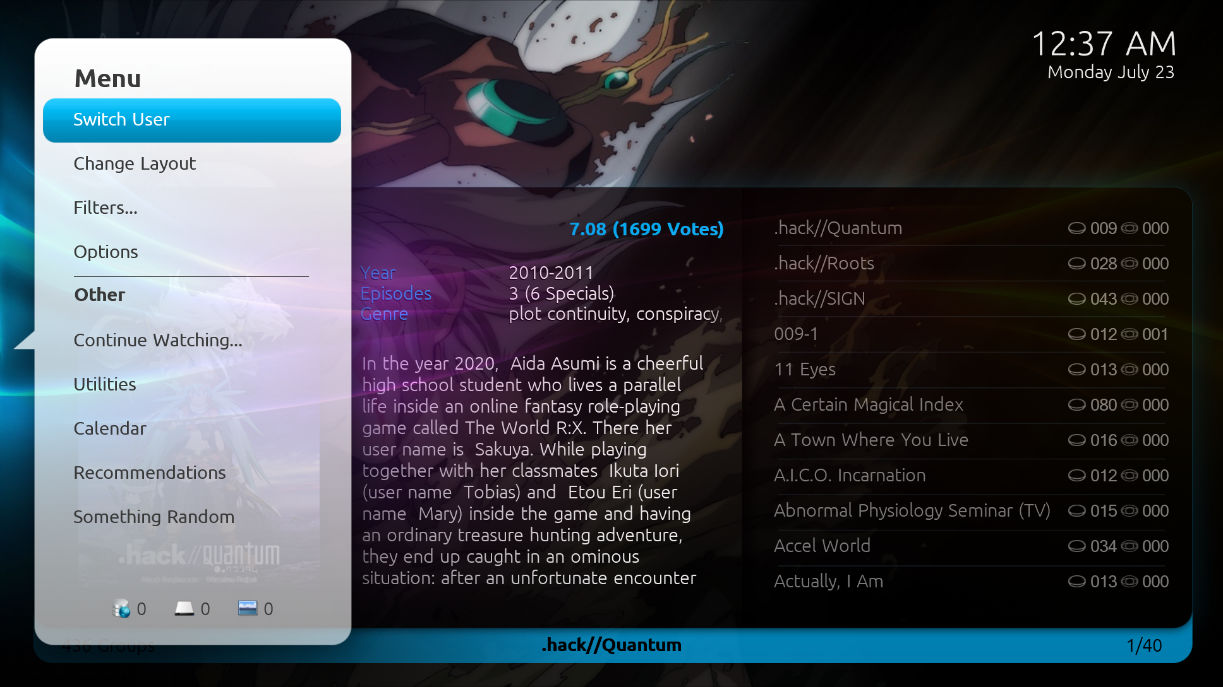 12:37 AM
Monday July 23
Menu
Switch User
Change Layout
Filters...
Options
Other
Continue Watching...
Utilities
Calendar
Recommendations
Something Random
.hack//Quantum
0 0 0
436 Groups
7.08 (1699 Votes)
Year 2010-2011
Episodes 3 (6 Specials)
Genre plot continuity, conspiracy,
In the year 2020, Aida Asumi is a cheerful
high school student who lives a parallel
life inside an online fantasy role-playing
game called The World R:X. There her
user name is Sakuya. While playing
together with her classmates Ikuta Iori
(user name Tobias) and Etou Eri (user
name Mary) inside the game and having
an ordinary treasure hunting adventure,
they end up caught in an ominous
situation: after an unfortunate encounter
.hack//Quantum 009 000
.hack//Roots 028 000
.hack//SIGN 043 000
009-1 012 001
11 Eyes 013 000
A Certain Magical Index 080 000
A Town Where You Live 016 000
A.I.C.O. Incarnation 012 000
Abnormal Physiology Seminar (TV) 015 000
Accel World 034 000
Actually, I Am 013 000
.hack//Quantum
1/40